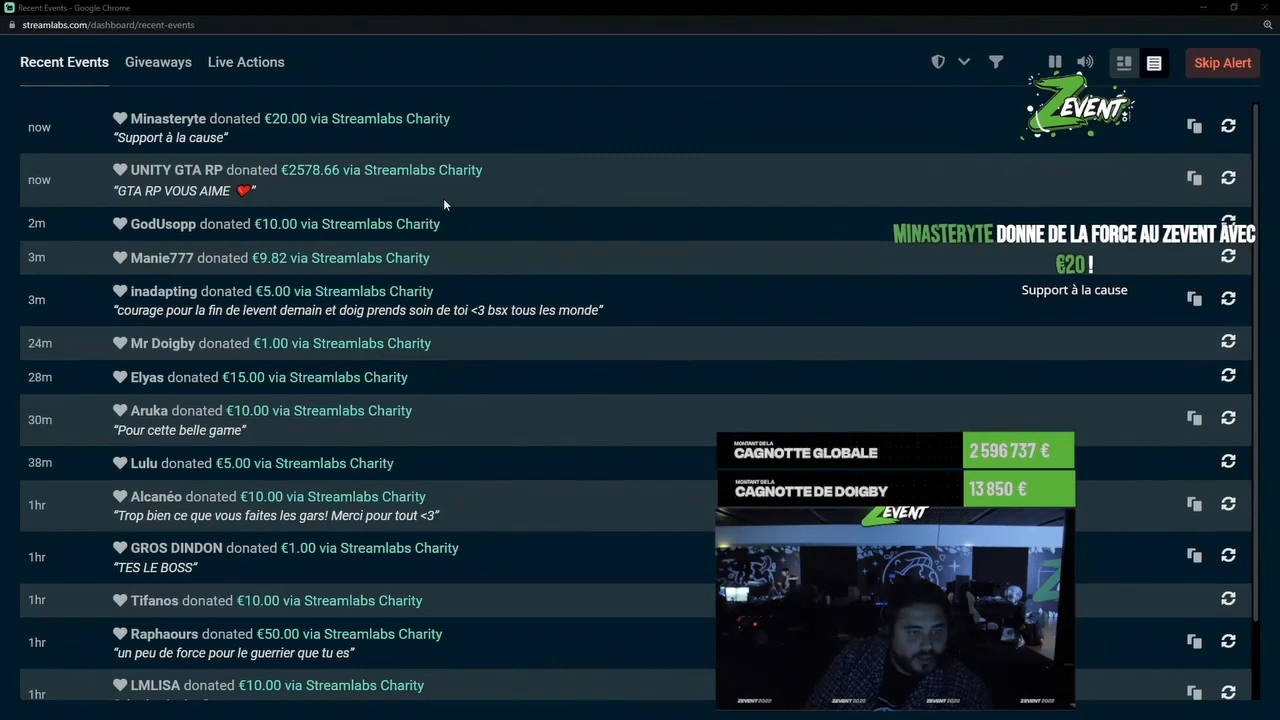 Recent Events - Google Chrome
streamlabs.com/dashboard/recent-events
Recent Events Giveaways Live Actions
Skip Alert
ZEVENT
now Minasteryte donated €20.00 via Streamlabs Charity
"Support à la cause"
now UNITY GTA RP donated €2578.66 via Streamlabs Charity
"GTA RP VOUS AIME ❤️"
2m GodUsopp donated €10.00 via Streamlabs Charity
MINASTERYTE DONNE DE LA FORCE AU ZEVENT AVEC
€20 !
Support à la cause
3m Manie777 donated €9.82 via Streamlabs Charity
3m inadapting donated €5.00 via Streamlabs Charity
"courage pour la fin de levent demain et doig prends soin de toi <3 bsx tous les monde"
24m Mr Doigby donated €1.00 via Streamlabs Charity
28m Elyas donated €15.00 via Streamlabs Charity
30m Aruka donated €10.00 via Streamlabs Charity
"Pour cette belle game"
38m Lulu donated €5.00 via Streamlabs Charity
1hr Alcanéo donated €10.00 via Streamlabs Charity
"Trop bien ce que vous faites les gars! Merci pour tout <3"
1hr GROS DINDON donated €1.00 via Streamlabs Charity
"TES LE BOSS"
1hr Tifanos donated €10.00 via Streamlabs Charity
1hr Raphaours donated €50.00 via Streamlabs Charity
"un peu de force pour le guerrier que tu es"
1hr LMLISA donated €10.00 via Streamlabs Charity
MONTANT DE LA
CAGNOTTE GLOBALE 2 596 737 €
MONTANT DE LA
CAGNOTTE DE DOIGBY 13 850 €
ZEVENT
ZEVENT 2022 ZEVENT 2022 ZEVENT 2022 ZEVENT 2022